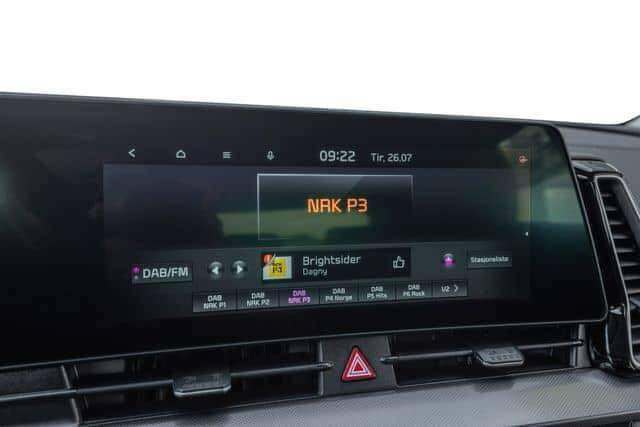 09:22 Tir. 26.07
NRK P3
DAB/FM
P3
Brightsider
Dagny
Stasjonsliste
DAB
NRK P1
DAB
NRK P2
DAB
NRK P3
DAB
P4 Norge
DAB
P5 Hits
DAB
P6 Rock
1/2